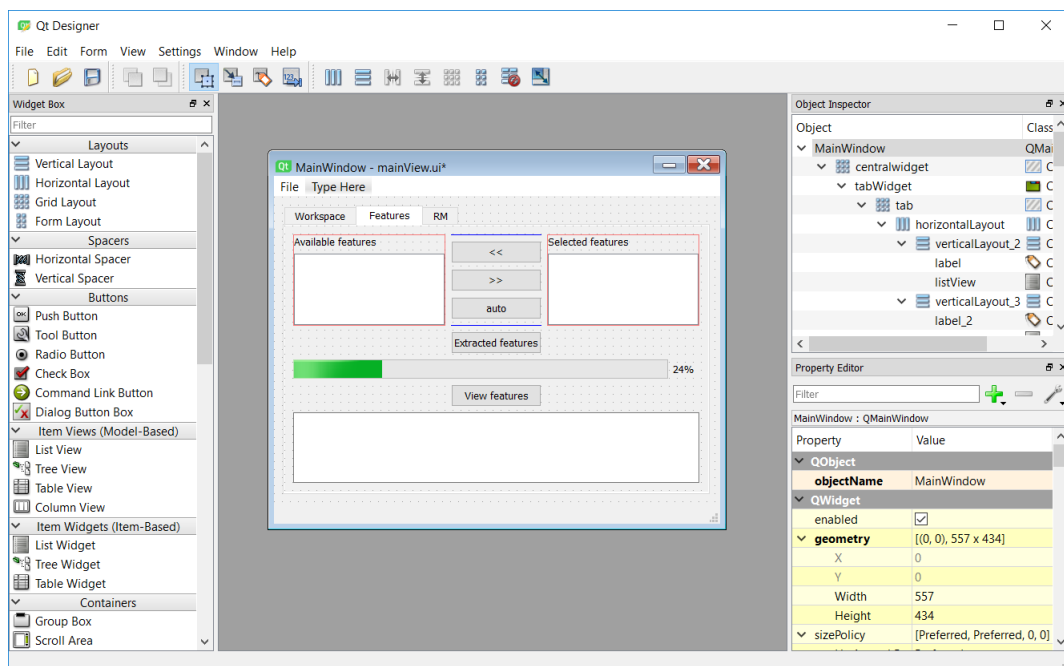 Qt Designer
File Edit Form View Settings Window Help
Widget Box
Filter
Layouts
Vertical Layout
Horizontal Layout
Grid Layout
Form Layout
Spacers
Horizontal Spacer
Vertical Spacer
Buttons
Push Button
Tool Button
Radio Button
Check Box
Command Link Button
Dialog Button Box
Item Views (Model-Based)
List View
Tree View
Table View
Column View
Item Widgets (Item-Based)
List Widget
Tree Widget
Table Widget
Containers
Group Box
Scroll Area
Qt MainWindow - mainView.ui*
File Type Here
Workspace Features RM
Available features
<<
Selected features
>>
auto
Extracted features
24%
View features
Object Inspector
Object Class
MainWindow QMai
centralwidget C
tabWidget C
tab C
horizontalLayout C
verticalLayout_2 C
label C
listView C
verticalLayout_3 C
label_2 C
Property Editor
Filter
MainWindow : QMainWindow
Property Value
QObject
objectName MainWindow
QWidget
enabled
geometry [(0, 0), 557 x 434]
X 0
Y 0
Width 557
Height 434
sizePolicy [Preferred, Preferred, 0, 0]